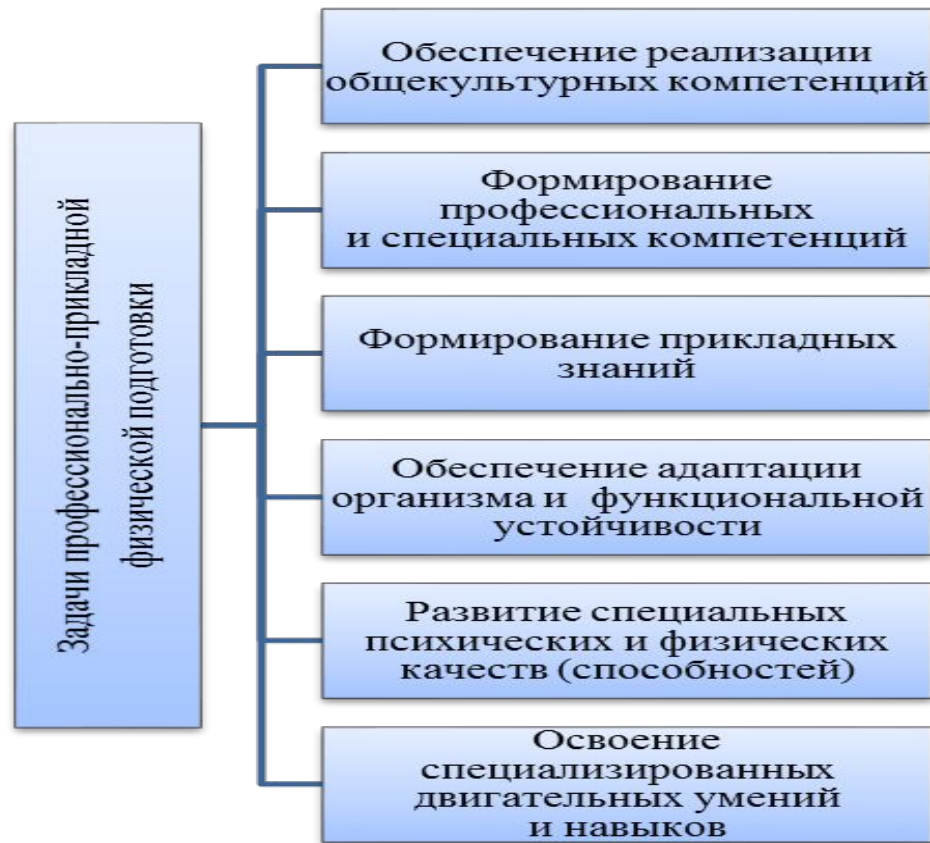 Задачи профессионально-прикладной
физической подготовки
Обеспечение реализации
общекультурных компетенций
Формирование
профессиональных
и специальных компетенций
Формирование прикладных
знаний
Обеспечение адаптации
организма и функциональной
устойчивости
Развитие специальных
психических и физических
качеств (способностей)
Освоение
специализированных
двигательных умений
и навыков